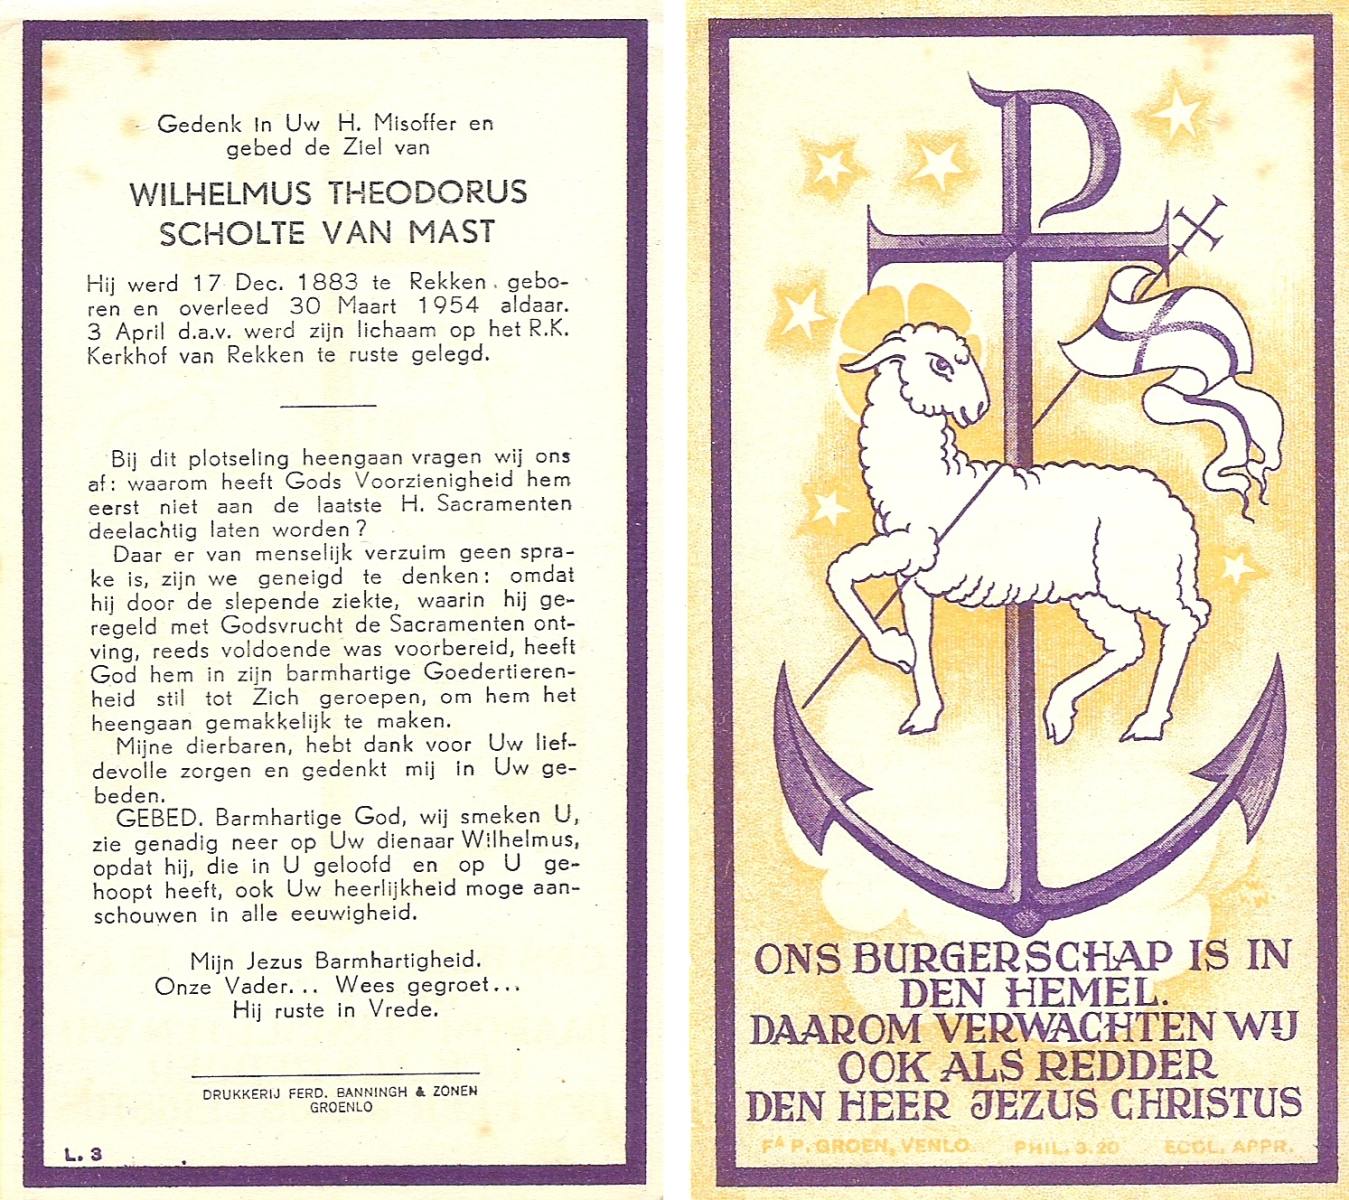 Gedenk in Uw H. Misoffer en
gebed de Ziel van
WILHELMUS THEODORUS
SCHOLTE VAN MAST
Hij werd 17 Dec. 1883 te Rekken gebo-
ren en overleed 30 Maart 1954 aldaar.
3 April d.a.v. werd zijn lichaam op het R.K.
Kerkhof van Rekken te ruste gelegd.
Bij dit plotseling heengaan vragen wij ons
af: waarom heeft Gods Voorzienigheid hem
eerst niet aan de laatste H. Sacramenten
deelachtig laten worden?
Daar er van menselijk verzuim geen spra-
ke is, zijn we geneigd te denken: omdat
hij door de slepende ziekte, waarin hij ge-
regeld met Godsvrucht de Sacramenten ont-
ving, reeds voldoende was voorbereid, heeft
God hem in zijn barmhartige Goedertieren-
heid stil tot Zich geroepen, om hem het
heengaan gemakkelijk te maken.
Mijne dierbaren, hebt dank voor Uw lief-
devolle zorgen en gedenkt mij in Uw ge-
beden.
GEBED. Barmhartige God, wij smeken U,
zie genadig neer op Uw dienaar Wilhelmus,
opdat hij, die in U geloofd en op U ge-
hoopt heeft, ook Uw heerlijkheid moge aan-
schouwen in alle eeuwigheid.
Mijn Jezus Barmhartigheid.
Onze Vader... Wees gegroet...
Hij ruste in Vrede.
DRUKKERIJ FERD. BANNINGH & ZONEN
GROENLO
L. 3
ONS BURGERSCHAP IS IN
DEN HEMEL.
DAAROM VERWACHTEN WIJ
OOK ALS REDDER
DEN HEER JEZUS CHRISTUS
Fᴬ P. GROEN, VENLO. PHIL. 3.20 ECCL. APPR.